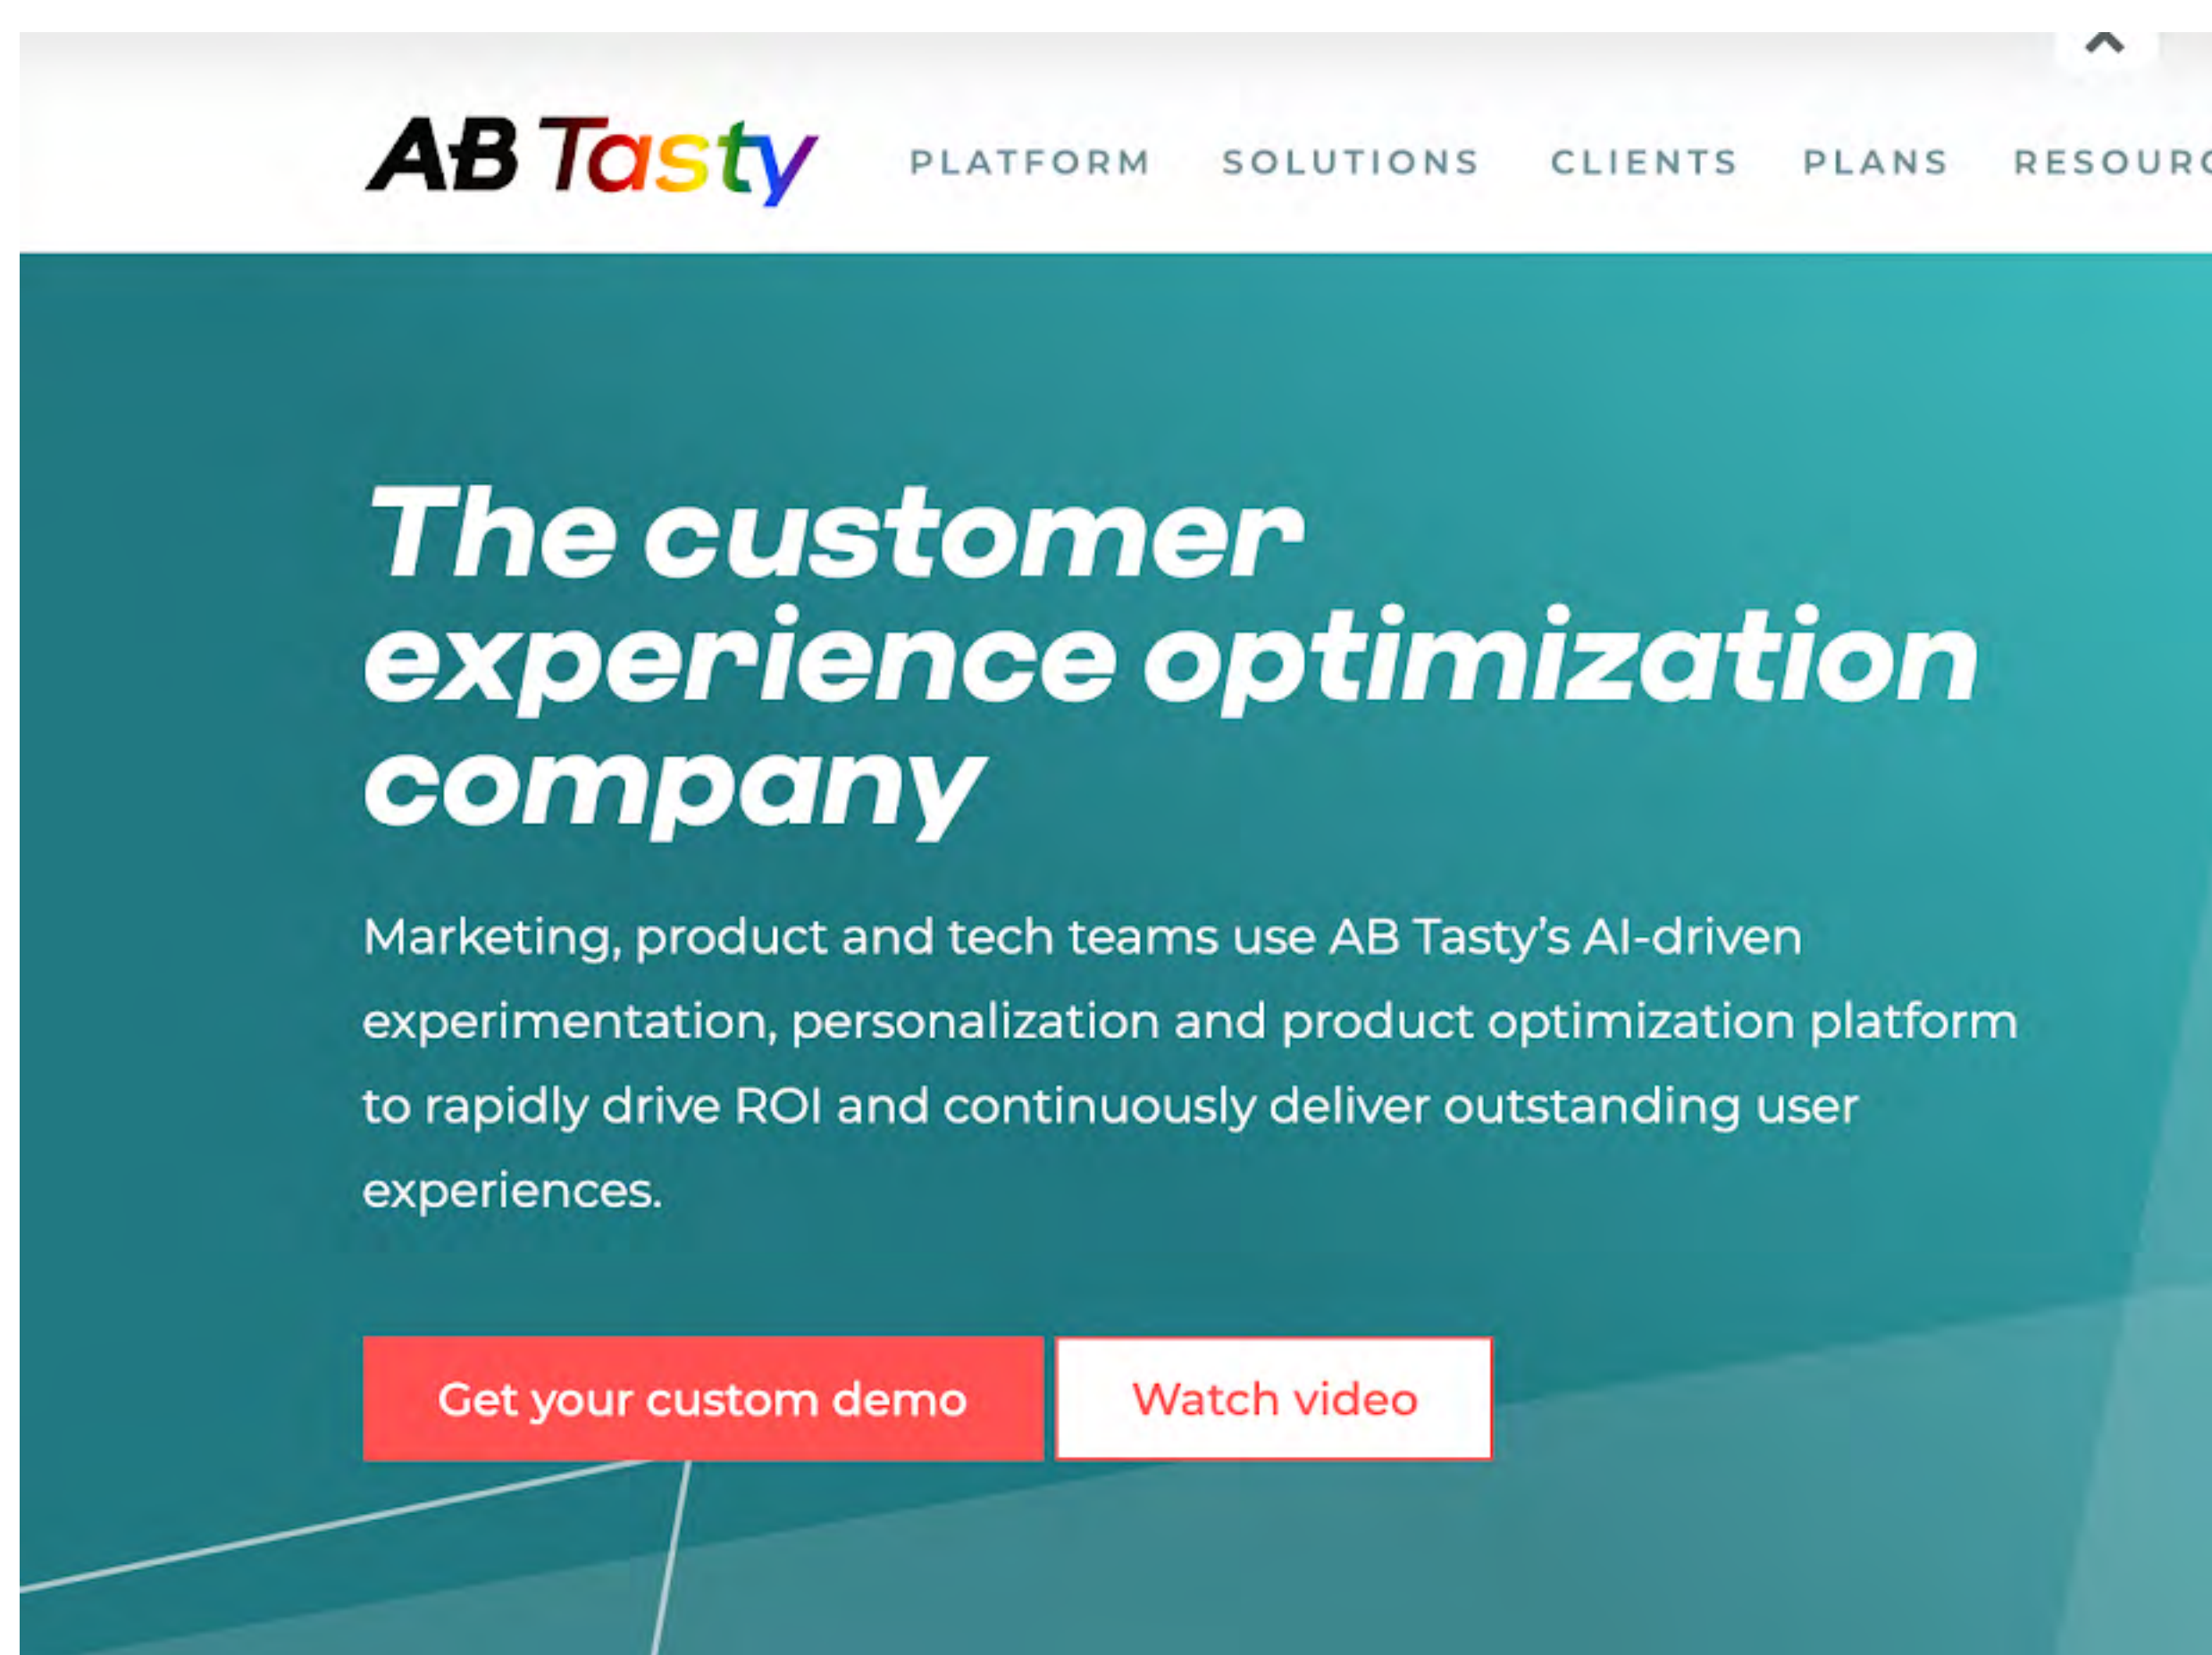 AB Tasty PLATFORM SOLUTIONS CLIENTS PLANS
The customer
experience optimization
company
Marketing, product and tech teams use AB Tasty’s AI-driven
experimentation, personalization and product optimization platform
to rapidly drive ROI and continuously deliver outstanding user
experiences.
Get your custom demo Watch video